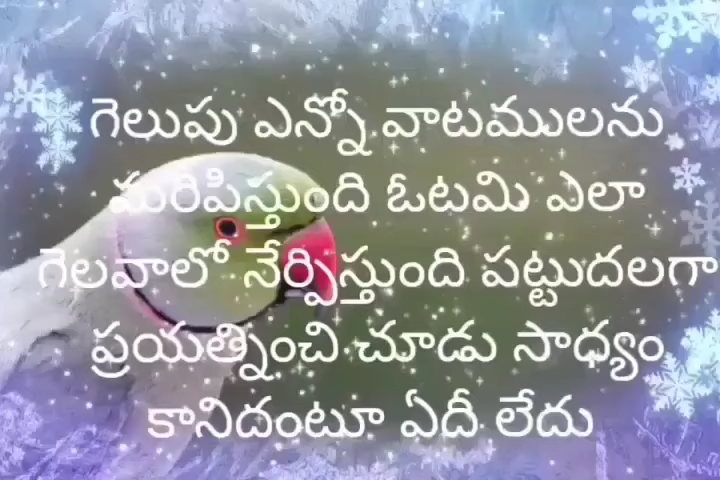 గెలుపు ఎన్నో వాటములను
మరిపిస్తుంది ఓటమి ఎలా
గెలవాలో నేర్పిస్తుంది పట్టుదలగా
ప్రయత్నించి చూడు సాధ్యం
కానిదంటూ ఏదీ లేదు